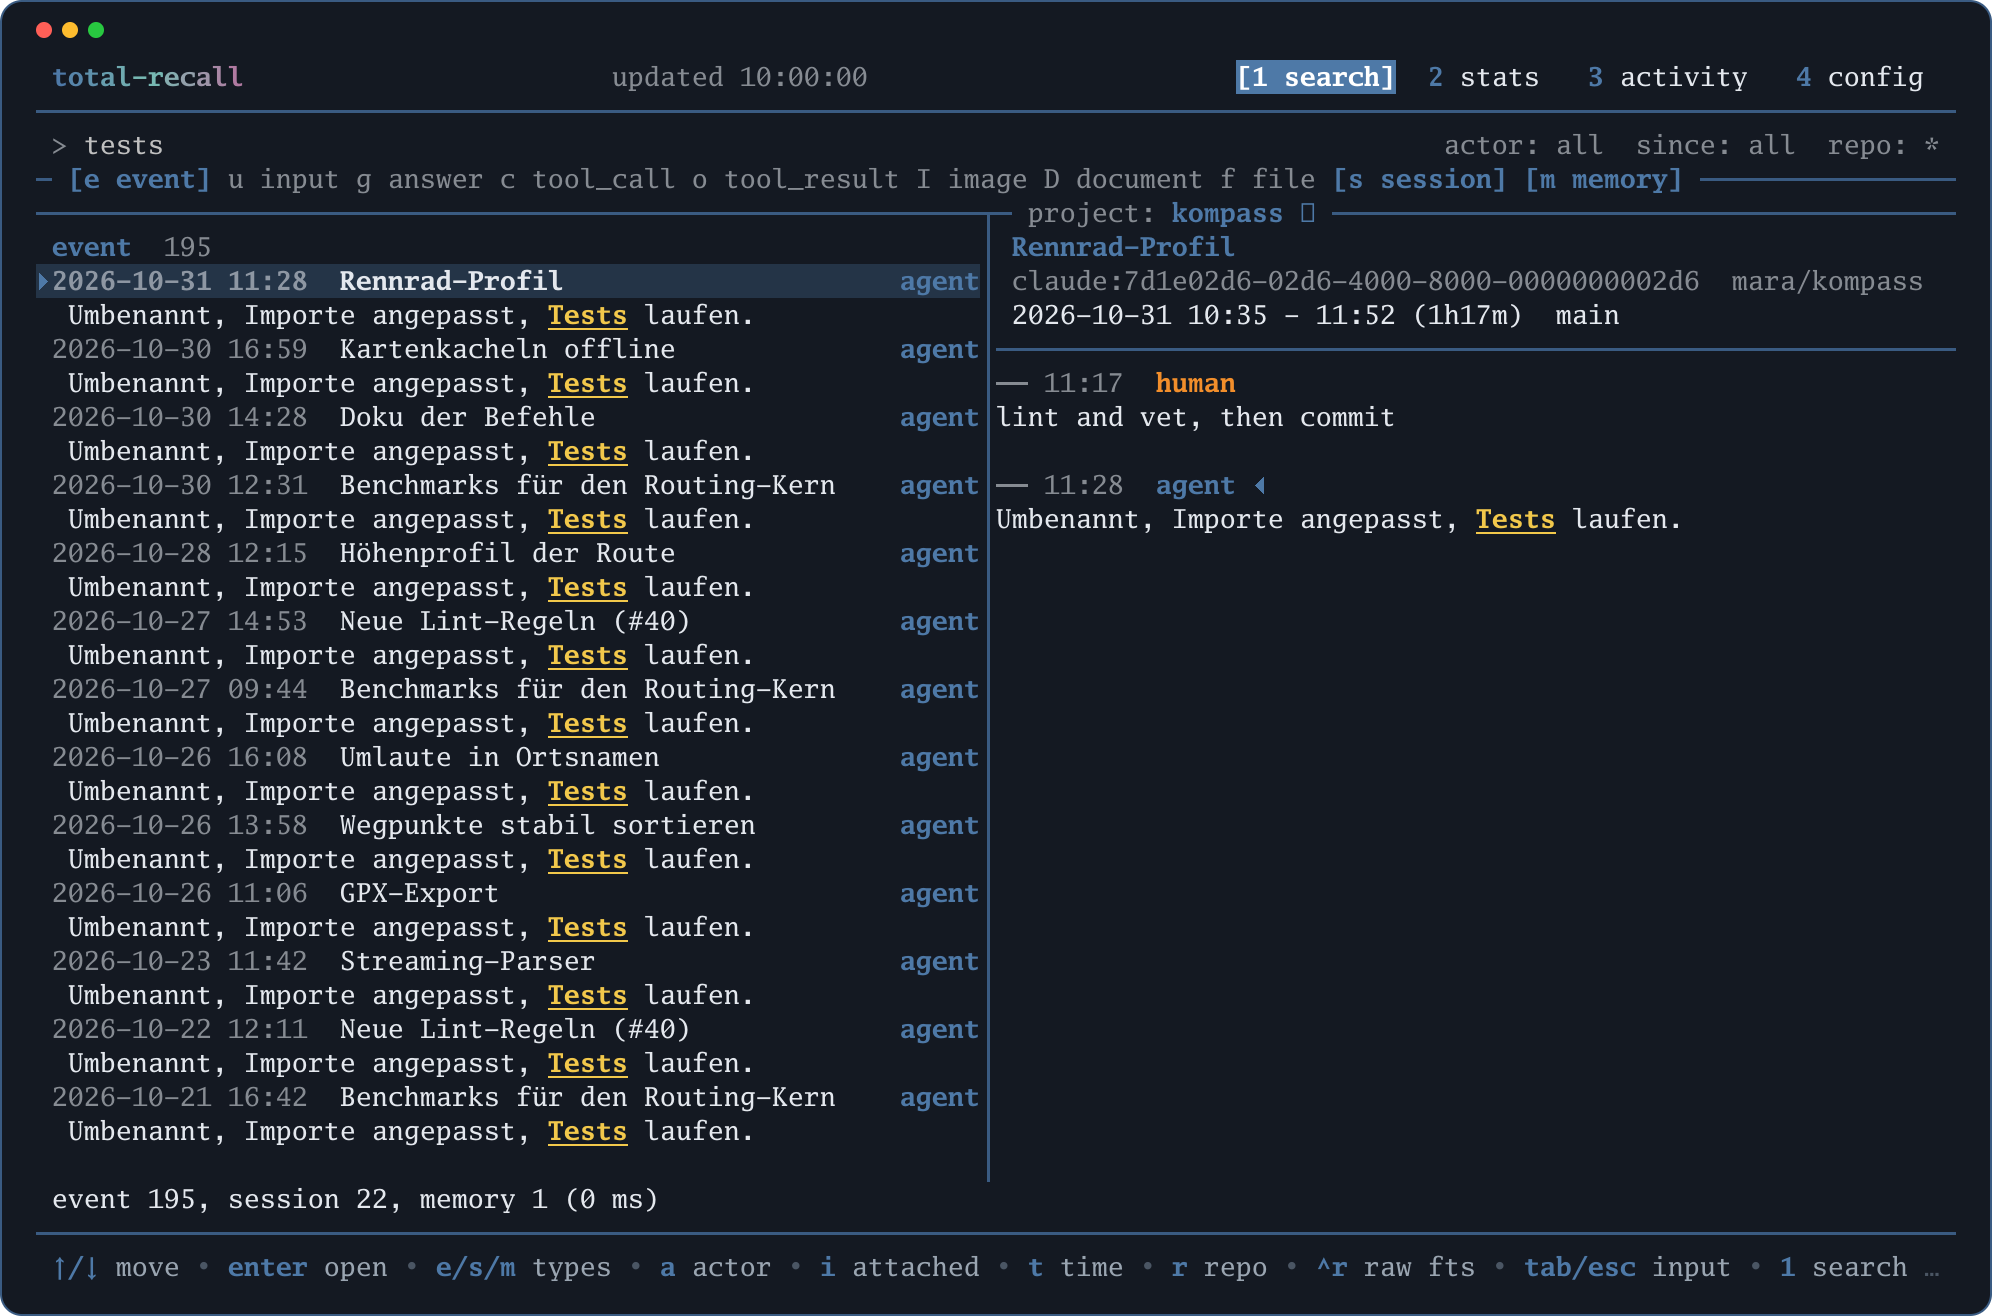 total-recall updated 10:00:00 [1 search] 2 stats 3 activity 4 config
> tests actor: all since: all repo: *
[e event] u input g answer c tool_call o tool_result I image D document f file [s session] [m memory]
project: kompass
event 195
2026-10-31 11:28 Rennrad-Profil agent
Umbenannt, Importe angepasst, Tests laufen.
2026-10-30 16:59 Kartenkacheln offline agent
Umbenannt, Importe angepasst, Tests laufen.
2026-10-30 14:28 Doku der Befehle agent
Umbenannt, Importe angepasst, Tests laufen.
2026-10-30 12:31 Benchmarks für den Routing-Kern agent
Umbenannt, Importe angepasst, Tests laufen.
2026-10-28 12:15 Höhenprofil der Route agent
Umbenannt, Importe angepasst, Tests laufen.
2026-10-27 14:53 Neue Lint-Regeln (#40) agent
Umbenannt, Importe angepasst, Tests laufen.
2026-10-27 09:44 Benchmarks für den Routing-Kern agent
Umbenannt, Importe angepasst, Tests laufen.
2026-10-26 16:08 Umlaute in Ortsnamen agent
Umbenannt, Importe angepasst, Tests laufen.
2026-10-26 13:58 Wegpunkte stabil sortieren agent
Umbenannt, Importe angepasst, Tests laufen.
2026-10-26 11:06 GPX-Export agent
Umbenannt, Importe angepasst, Tests laufen.
2026-10-23 11:42 Streaming-Parser agent
Umbenannt, Importe angepasst, Tests laufen.
2026-10-22 12:11 Neue Lint-Regeln (#40) agent
Umbenannt, Importe angepasst, Tests laufen.
2026-10-21 16:42 Benchmarks für den Routing-Kern agent
Umbenannt, Importe angepasst, Tests laufen.
Rennrad-Profil
claude:7d1e02d6-02d6-4000-8000-0000000002d6 mara/kompass
2026-10-31 10:35 - 11:52 (1h17m) main
—— 11:17 human
lint and vet, then commit
—— 11:28 agent
Umbenannt, Importe angepasst, Tests laufen.
event 195, session 22, memory 1 (0 ms)
↑/↓ move • enter open • e/s/m types • a actor • i attached • t time • r repo • ^r raw fts • tab/esc input • 1 search …